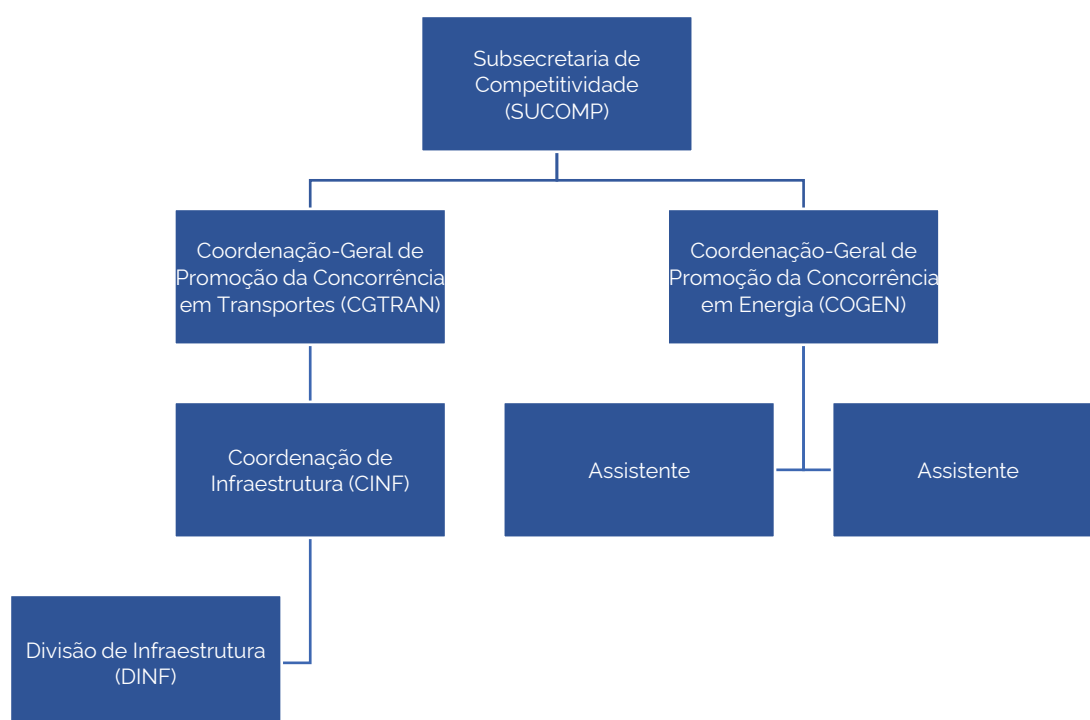 Subsecretaria de
Competitividade
(SUCOMP)
Coordenação-Geral de
Promoção da Concorrência
em Transportes (CGTRAN)
Coordenação-Geral de
Promoção da Concorrência
em Energia (COGEN)
Coordenação de
Infraestrutura (CINF)
Assistente
Assistente
Divisão de Infraestrutura
(DINF)